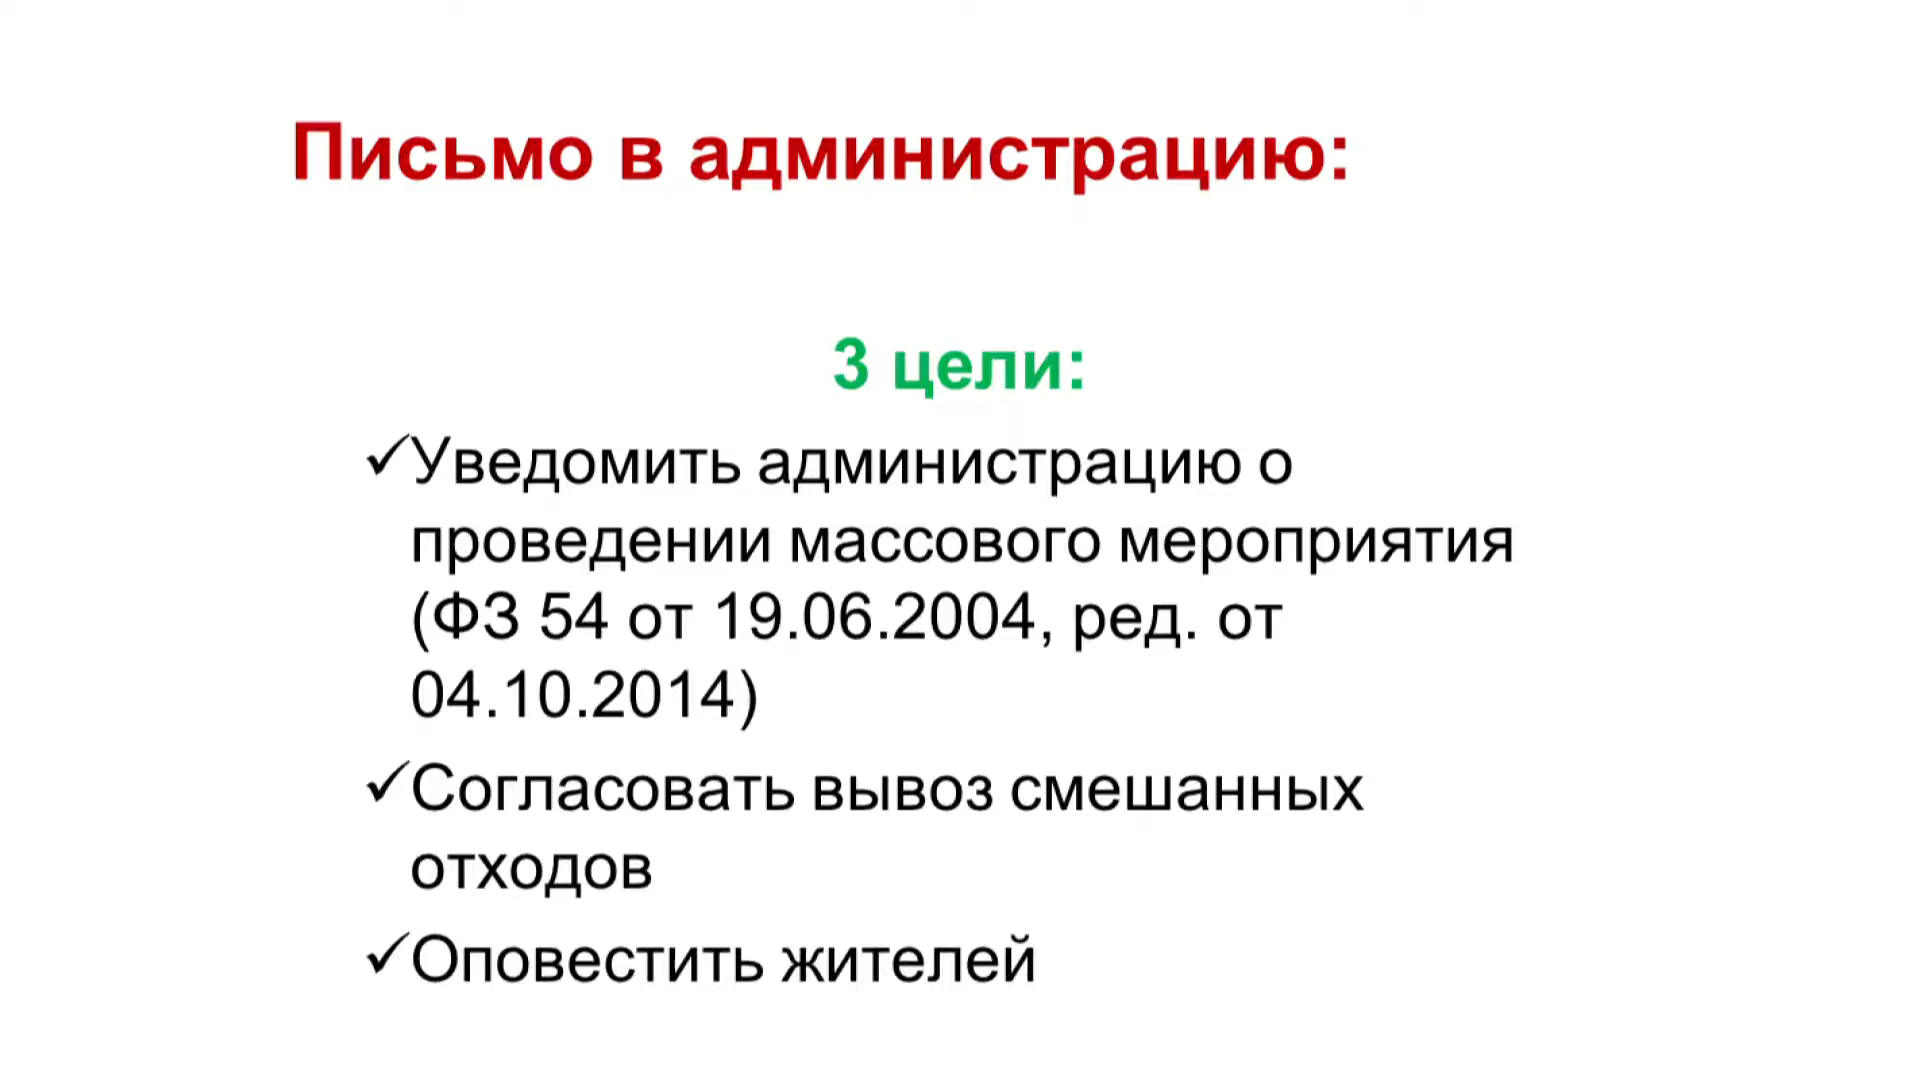 Письмо в администрацию:
3 цели:
✓Уведомить администрацию о
проведении массового мероприятия
(ФЗ 54 от 19.06.2004, ред. от
04.10.2014)
✓Согласовать вывоз смешанных
отходов
✓Оповестить жителей